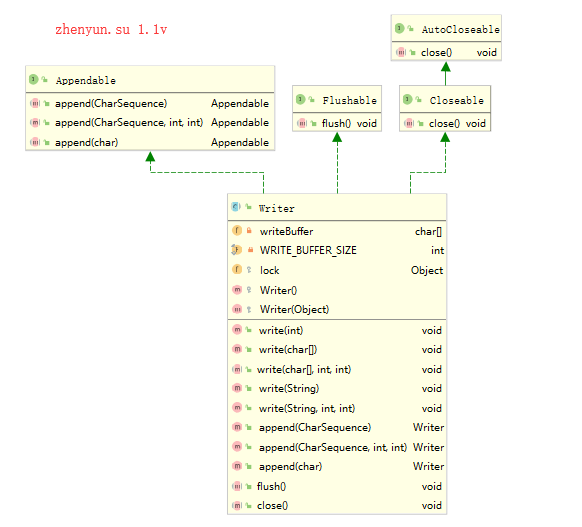 zhenyun.su 1.1v
AutoCloseable
close() void
Appendable
append(CharSequence) Appendable
append(CharSequence, int, int) Appendable
append(char) Appendable
Flushable
flush() void
Closeable
close() void
Writer
writeBuffer char[]
WRITE_BUFFER_SIZE int
lock Object
Writer()
Writer(Object)
write(int) void
write(char[]) void
write(char[], int, int) void
write(String) void
write(String, int, int) void
append(CharSequence) Writer
append(CharSequence, int, int) Writer
append(char) Writer
flush() void
close() void